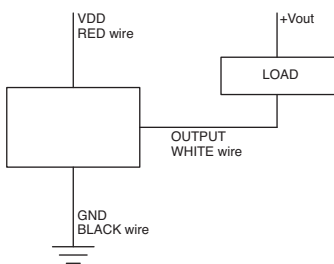 VDD
RED wire
+Vout
LOAD
OUTPUT
WHITE wire
GND
BLACK wire